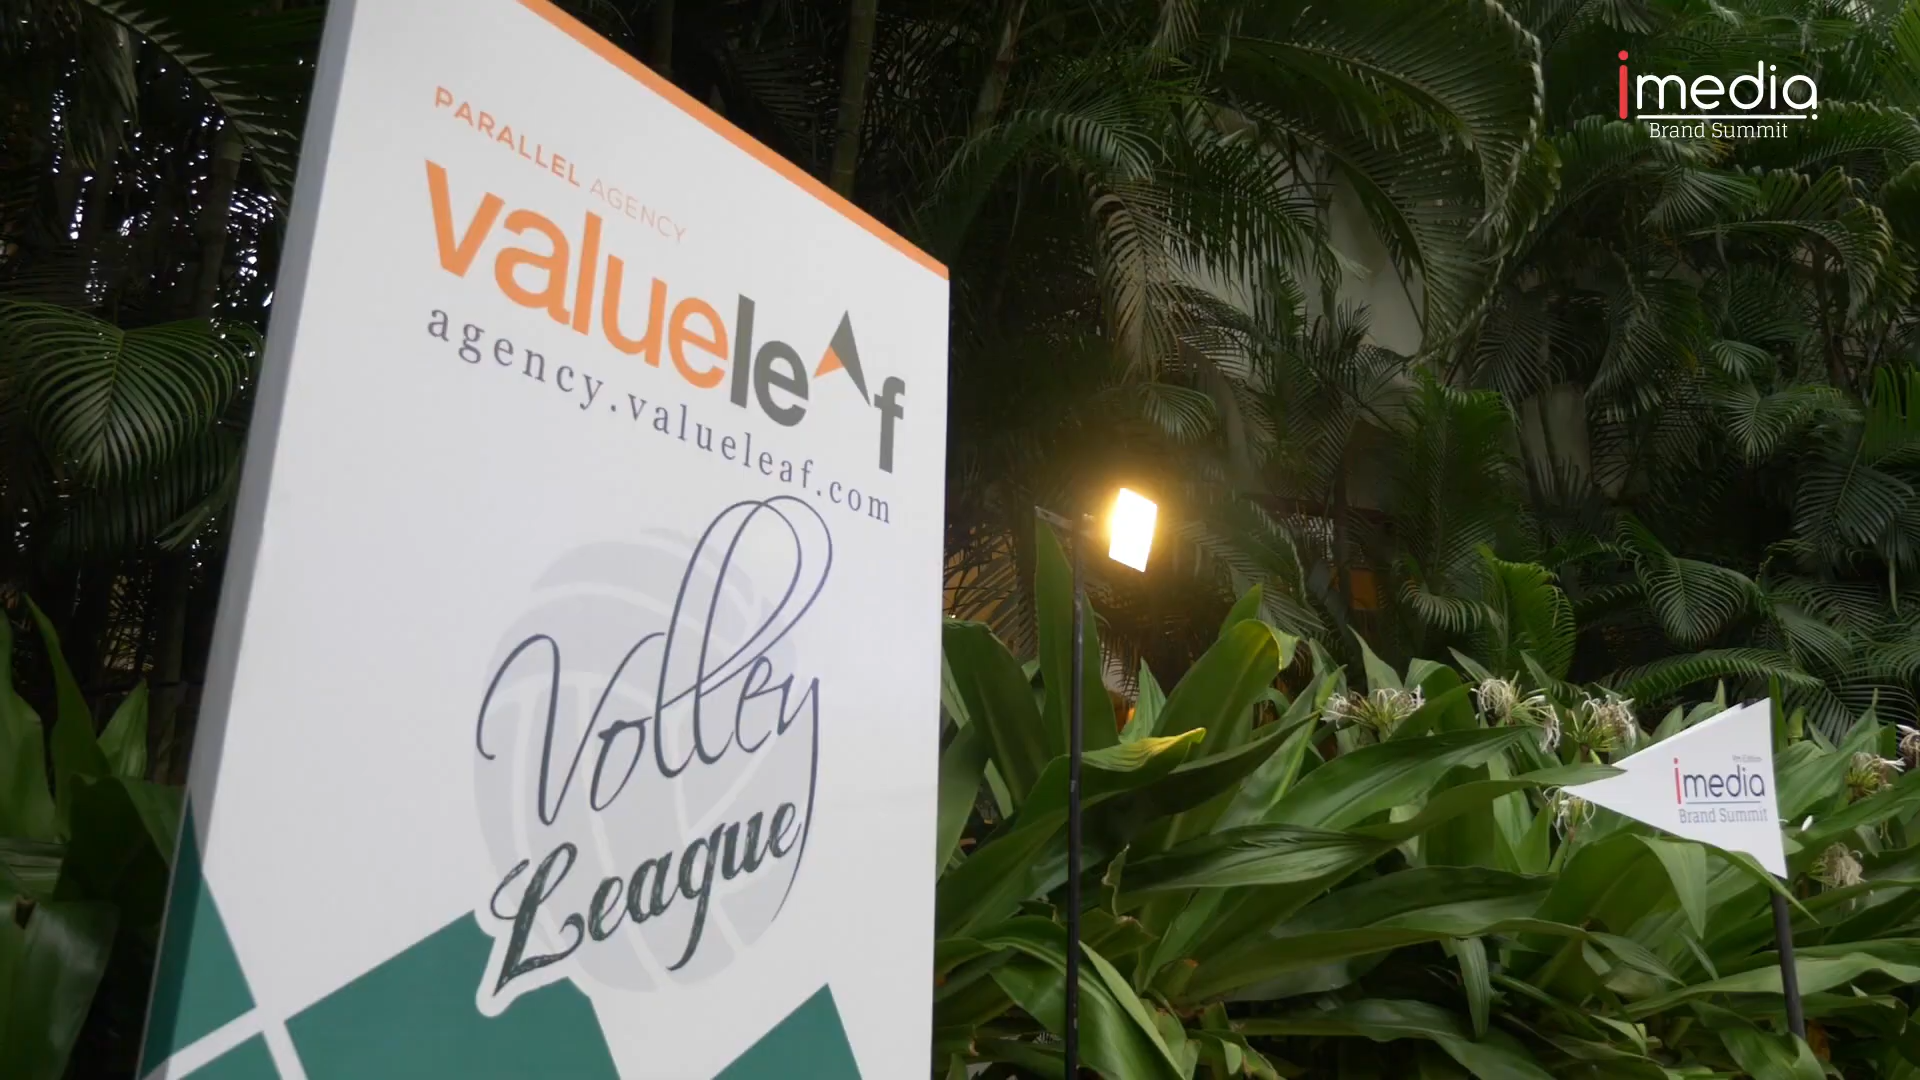 PARALLEL AGENCY
valueleaf
agency.valueleaf.com
Volley
League
imedia
Brand Summit
imedia
Brand Summit